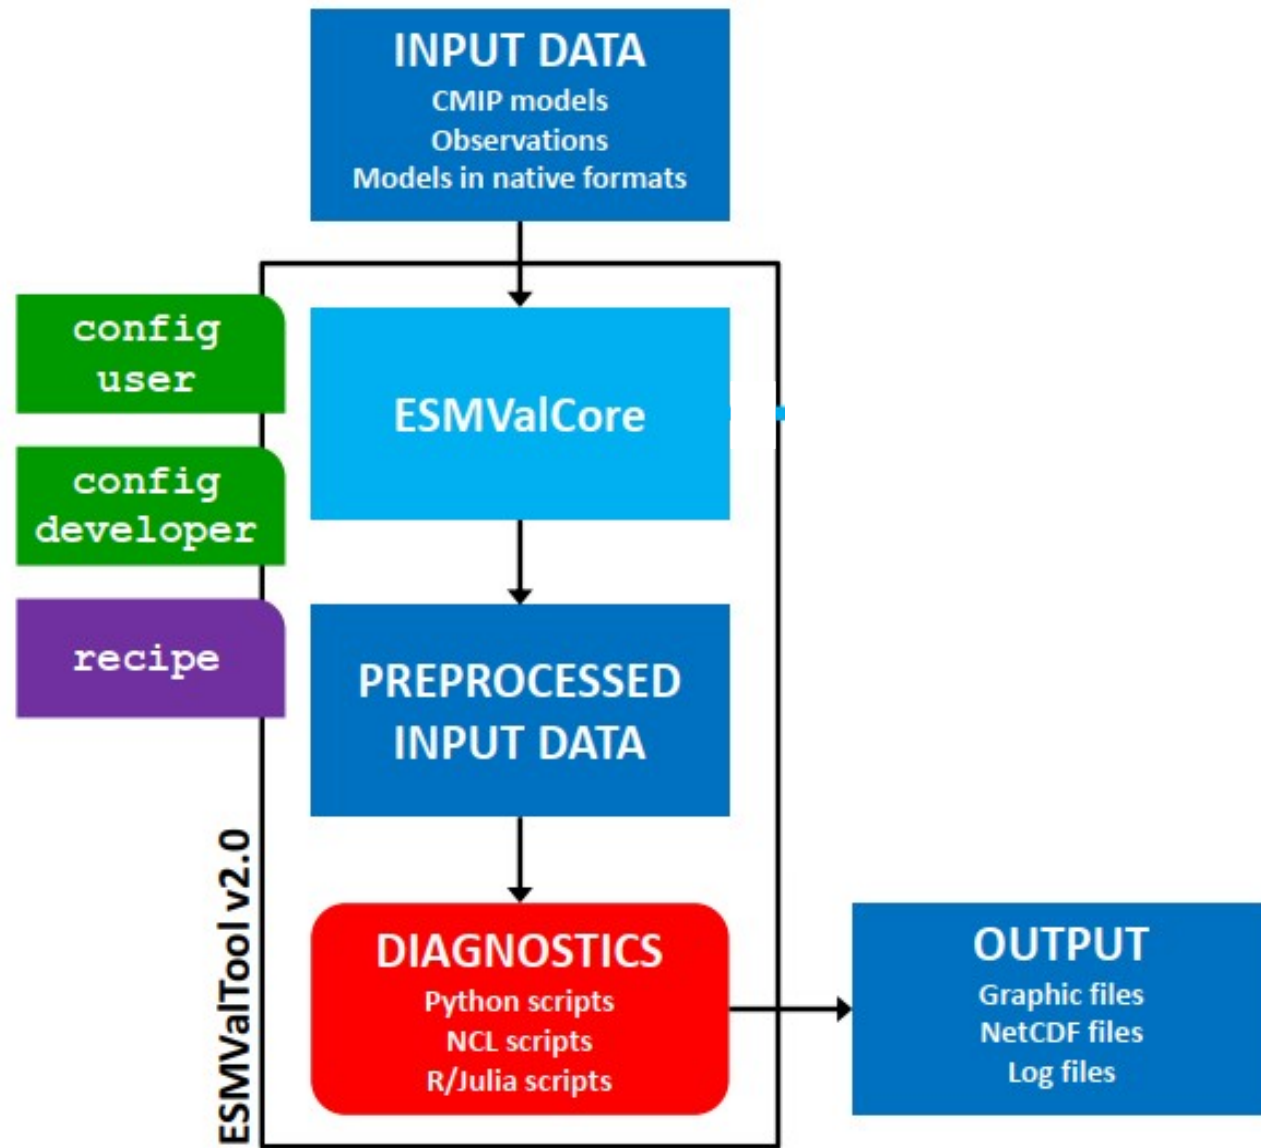 INPUT DATA
CMIP models
Observations
Models in native formats
config
user
ESMValCore
config
developer
recipe
PREPROCESSED
INPUT DATA
ESMValTool v2.0
DIAGNOSTICS
Python scripts
NCL scripts
R/Julia scripts
OUTPUT
Graphic files
NetCDF files
Log files